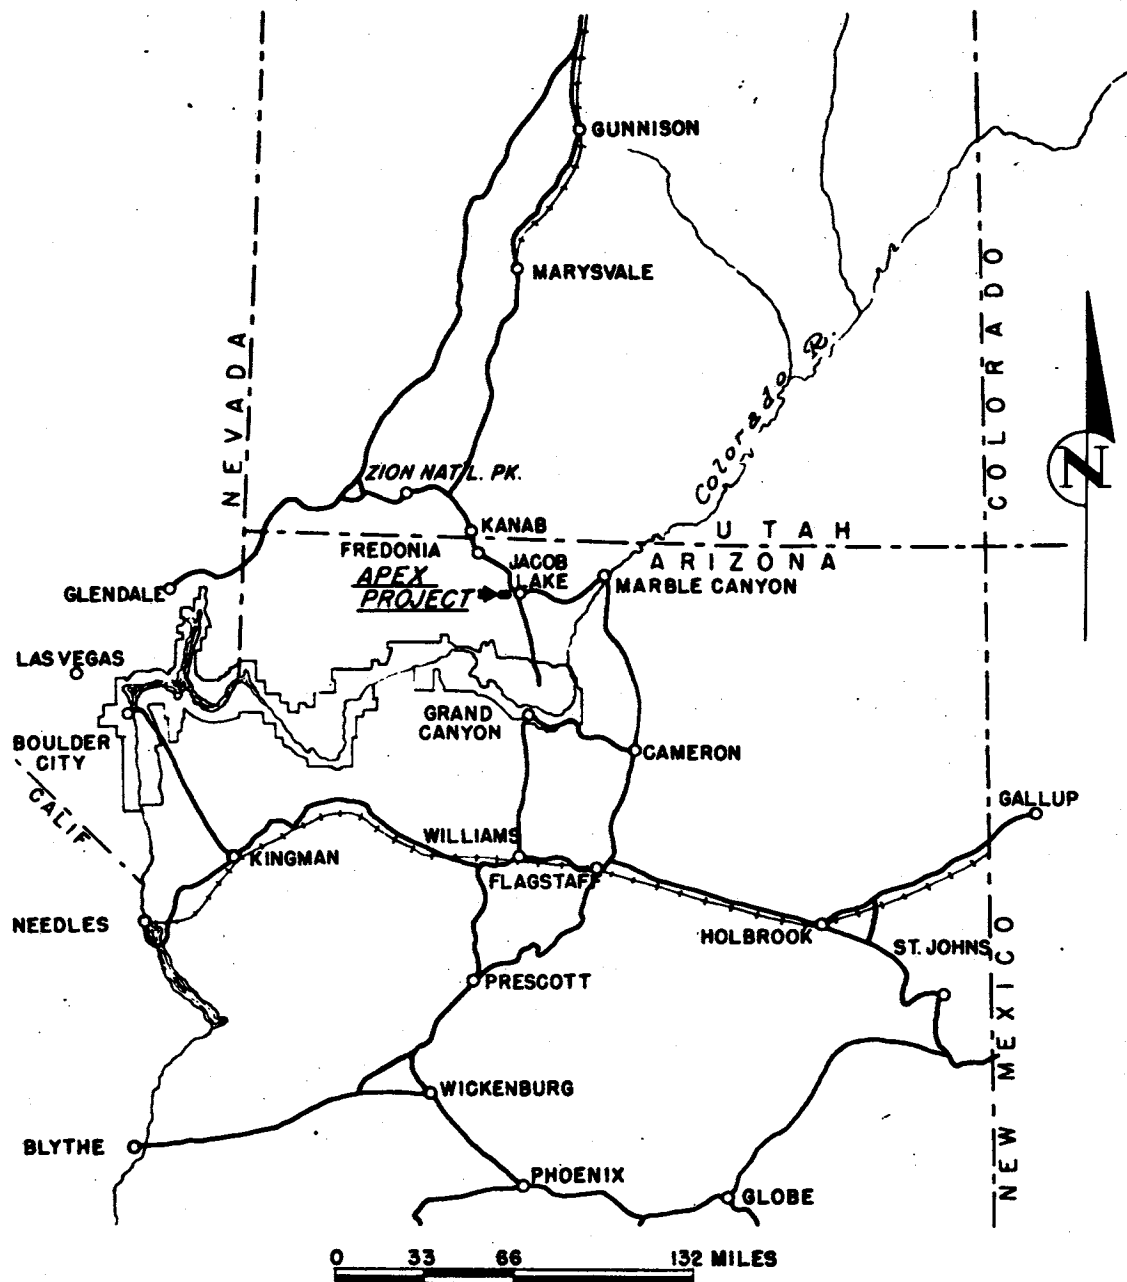 GUNNISON
MARYSVALE
NEVADA
COLORADO
Colorado R.
N
ZION NAT'L. PK.
KANAB
UTAH
FREDONIA
ARIZONA
JACOB
LAKE
APEX
PROJECT
MARBLE CANYON
GLENDALE
LAS VEGAS
GRAND
CANYON
BOULDER
CITY
CAMERON
CALIF
GALLUP
WILLIAMS
KINGMAN
FLAGSTAFF
NEEDLES
HOLBROOK
ST. JOHNS
NEW MEXICO
PRESCOTT
WICKENBURG
BLYTHE
PHOENIX
GLOBE
0 33 66 132 MILES